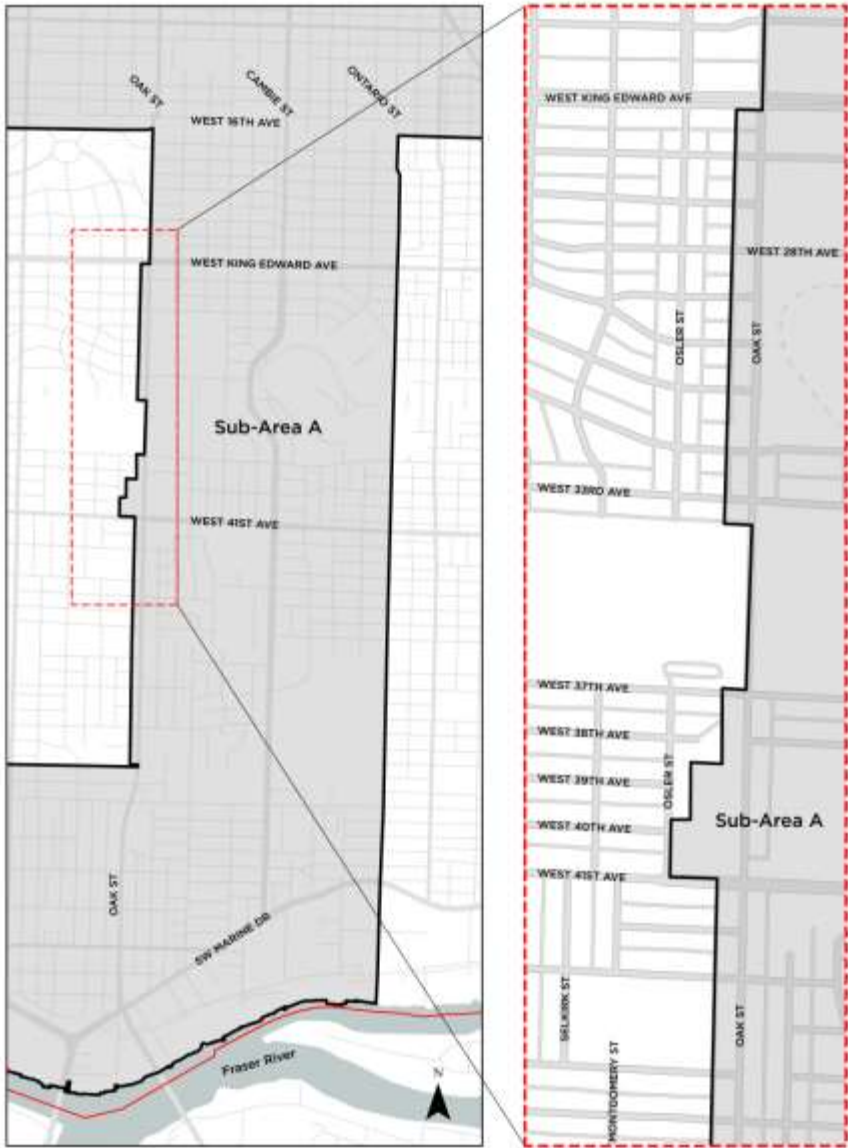 OAK ST
CAMBIE ST
ONTARIO ST
WEST 16TH AVE
WEST KING EDWARD AVE
Sub-Area A
WEST 41ST AVE
OAK ST
SW MARINE DR
Fraser River
N
WEST KING EDWARD AVE
WEST 28TH AVE
OSLER ST
OAK ST
WEST 33RD AVE
WEST 37TH AVE
WEST 38TH AVE
OSLER ST
WEST 39TH AVE
Sub-Area A
WEST 40TH AVE
WEST 41ST AVE
SELKIRK ST
OAK ST
MONTGOMERY ST